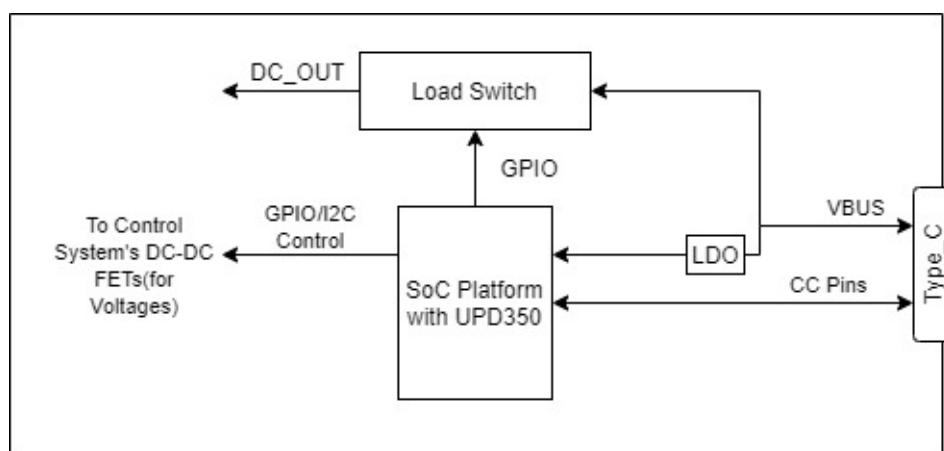 DC_OUT
Load Switch
GPIO
GPIO/I2C
Control
To Control
System's DC-DC
FETs(for
Voltages)
SoC Platform
with UPD350
LDO
VBUS
CC Pins
Type_C